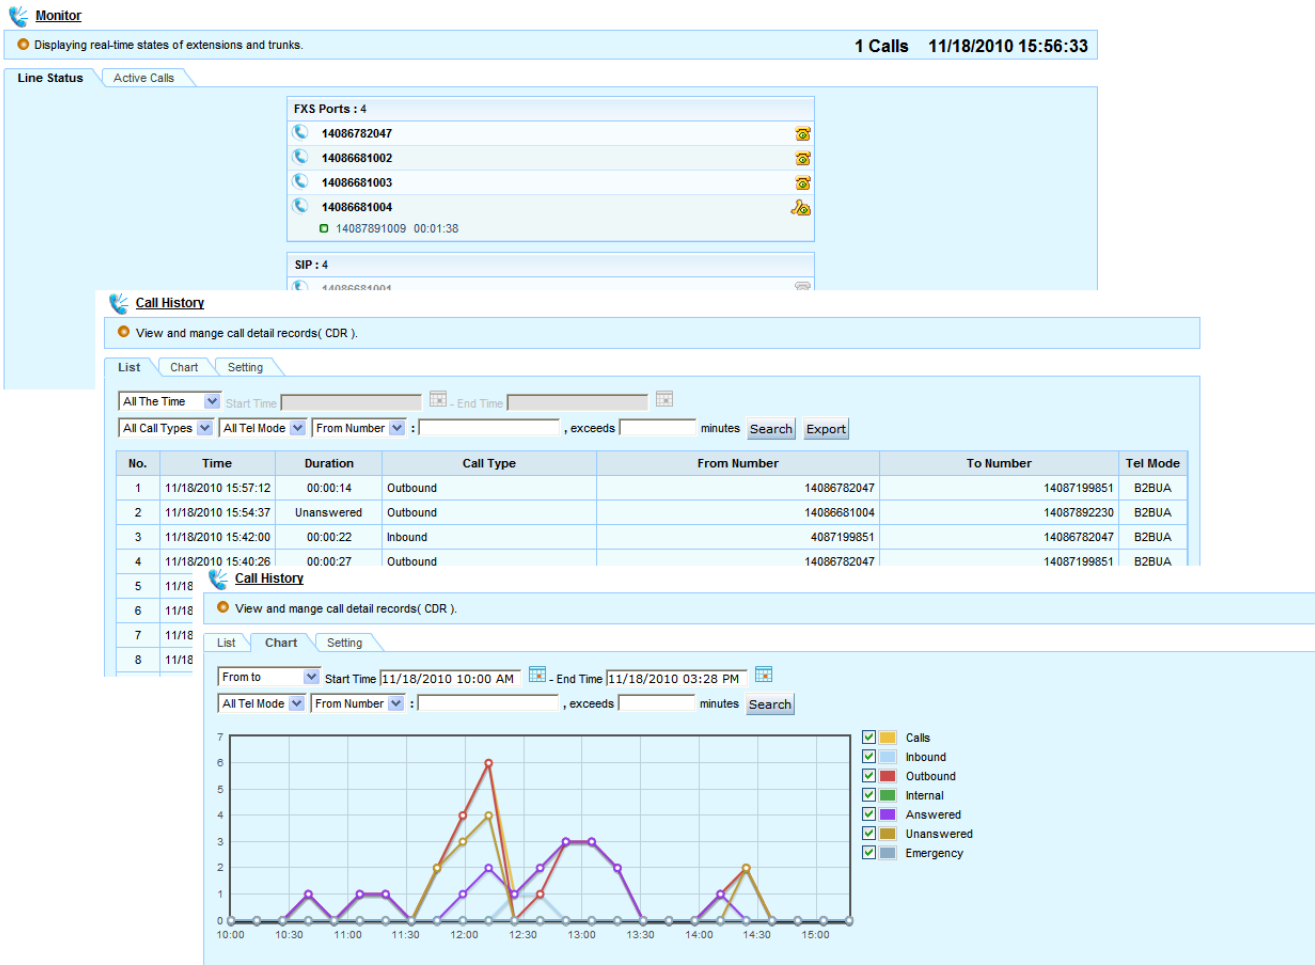 Monitor
Displaying real-time states of extensions and trunks.
1 Calls 11/18/2010 15:56:33
Line Status Active Calls
FXS Ports : 4
14086782047
14086681002
14086681003
14086681004
14087891009 00:01:38
SIP : 4
14086681001
Call History
View and mange call detail records( CDR ).
List Chart Setting
All The Time Start Time - End Time
All Call Types All Tel Mode From Number : , exceeds minutes Search Export
No. Time Duration Call Type From Number To Number Tel Mode
1 11/18/2010 15:57:12 00:00:14 Outbound 14086782047 14087199851 B2BUA
2 11/18/2010 15:54:37 Unanswered Outbound 14086681004 14087892230 B2BUA
3 11/18/2010 15:42:00 00:00:22 Inbound 4087199851 14086782047 B2BUA
4 11/18/2010 15:40:26 00:00:27 Outbound 14086782047 14087199851 B2BUA
5 11/18
6 11/18
7 11/18
8 11/18
Call History
View and mange call detail records( CDR ).
List Chart Setting
From to Start Time 11/18/2010 10:00 AM - End Time 11/18/2010 03:28 PM
All Tel Mode From Number : , exceeds minutes Search
7
6
5
4
3
2
1
0
10:00 10:30 11:00 11:30 12:00 12:30 13:00 13:30 14:00 14:30 15:00
Calls
Inbound
Outbound
Internal
Answered
Unanswered
Emergency